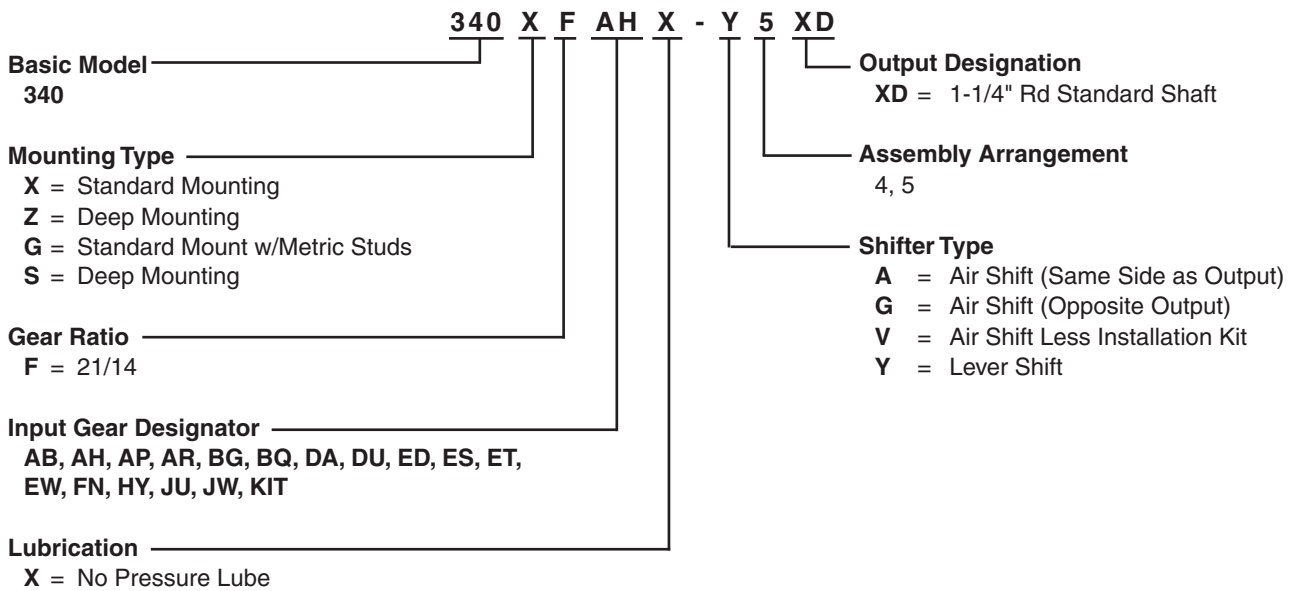 340 X F AH X - Y 5 XD
Basic Model
340
Mounting Type
X = Standard Mounting
Z = Deep Mounting
G = Standard Mount w/Metric Studs
S = Deep Mounting
Gear Ratio
F = 21/14
Input Gear Designator
AB, AH, AP, AR, BG, BQ, DA, DU, ED, ES, ET,
EW, FN, HY, JU, JW, KIT
Lubrication
X = No Pressure Lube
Output Designation
XD = 1-1/4" Rd Standard Shaft
Assembly Arrangement
4, 5
Shifter Type
A = Air Shift (Same Side as Output)
G = Air Shift (Opposite Output)
V = Air Shift Less Installation Kit
Y = Lever Shift